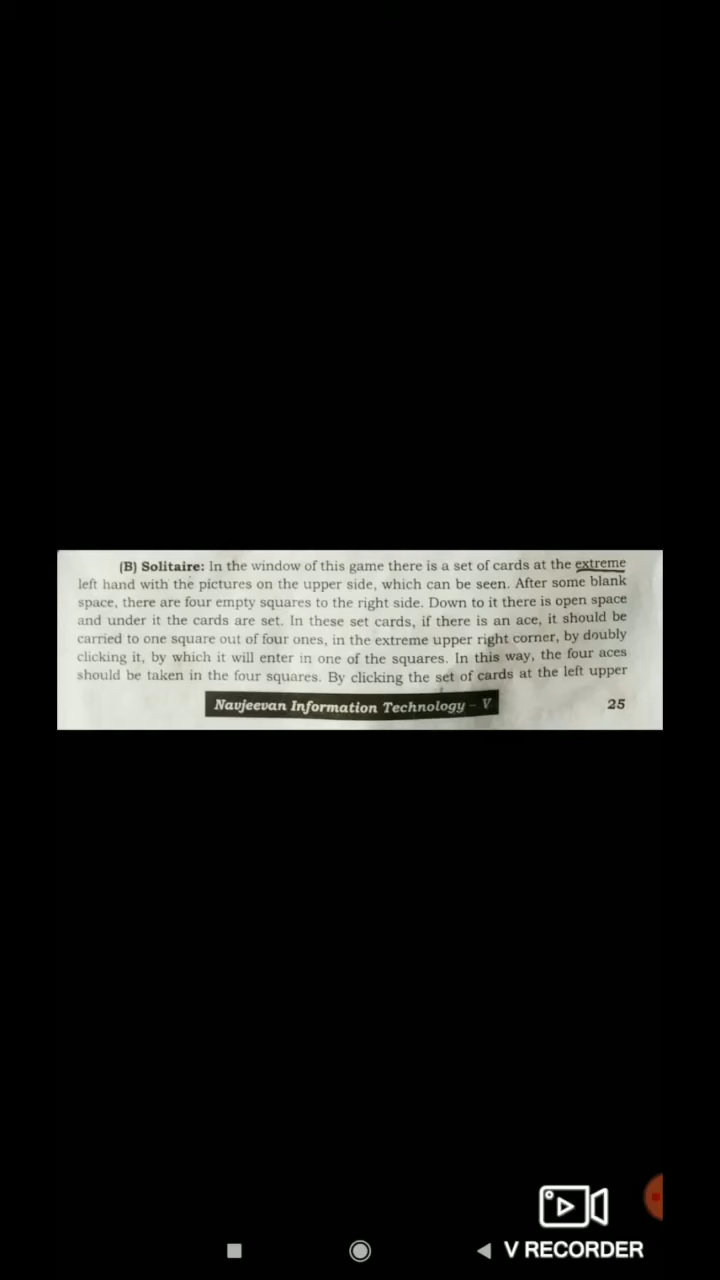 (B) Solitaire: In the window of this game there is a set of cards at the extreme
left hand with the pictures on the upper side, which can be seen. After some blank
space, there are four empty squares to the right side. Down to it there is open space
and under it the cards are set. In these set cards, if there is an ace, it should be
carried to one square out of four ones, in the extreme upper right corner, by doubly
clicking it, by which it will enter in one of the squares. In this way, the four aces
should be taken in the four squares. By clicking the set of cards at the left upper
Navjeevan Information Technology - V
25
V RECORDER